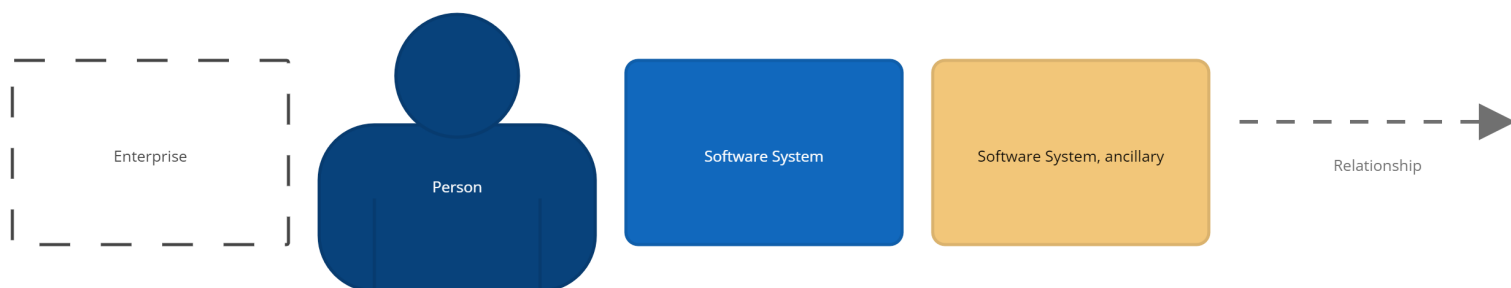 Enterprise
Person
Software System
Software System, ancillary
Relationship